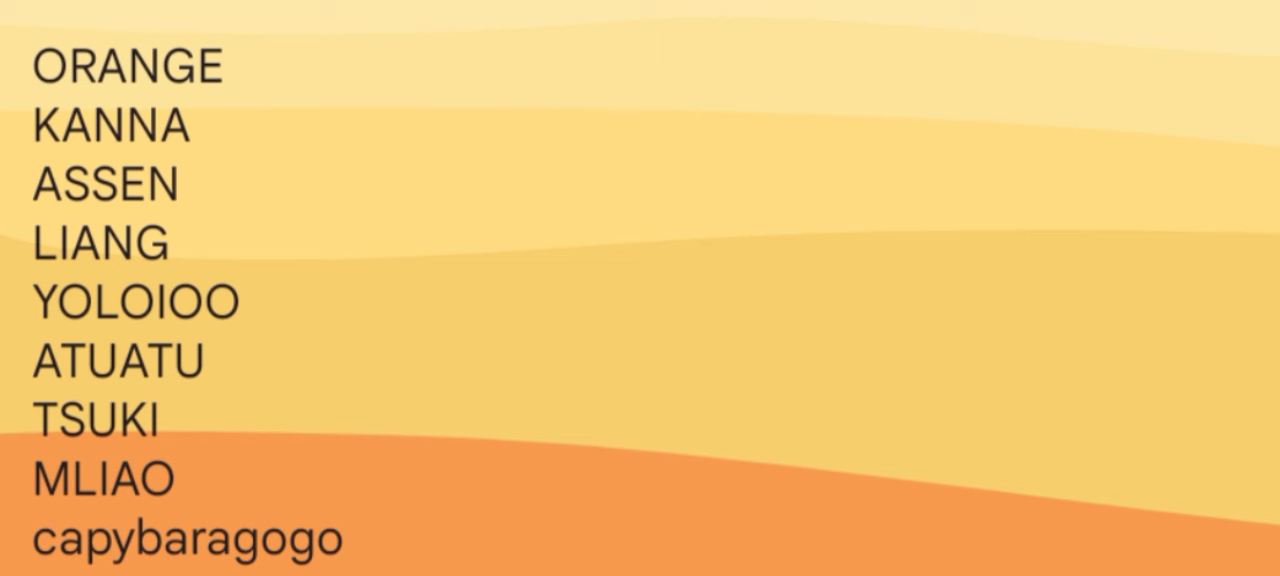 ORANGE
KANNA
ASSEN
LIANG
YOLOIOO
ATUATU
TSUKI
MLIAO
capybaragogo